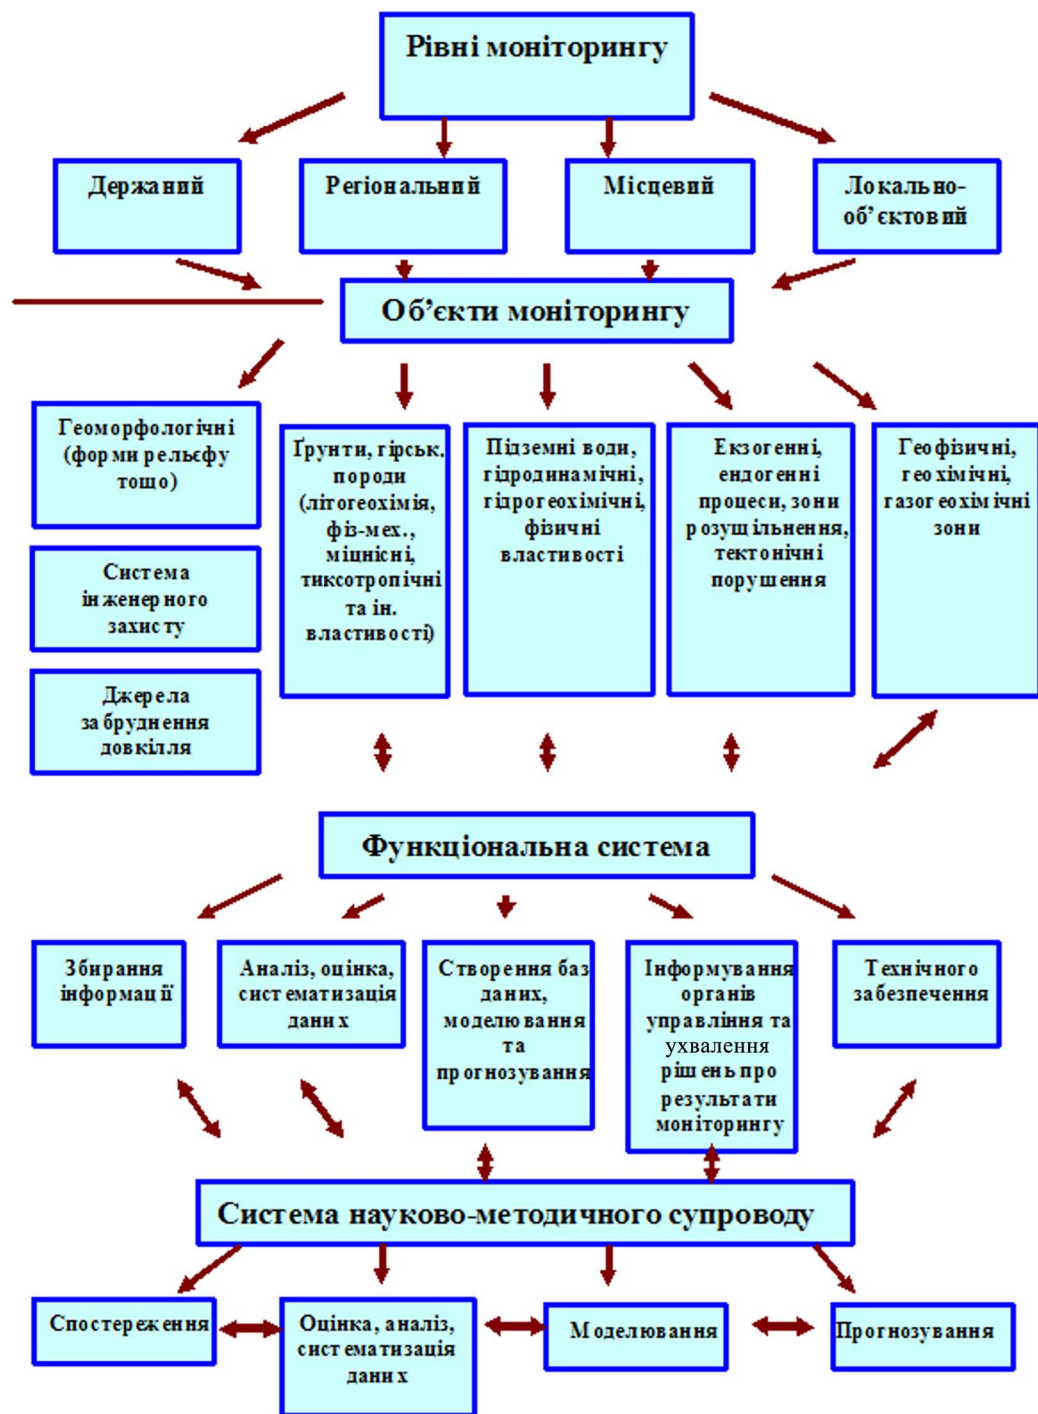 Рівні моніторингу
Держаний
Регіональний
Місцевий
Локально-
об’єктовий
Об’єкти моніторингу
Геоморфологічні
(форми рельєфу
тощо)
Система
інженерного
захисту
Джерела
забруднення
довкілля
Ґрунти, гірськ.
породи
(літогеохімія,
фіз-мех.,
міцнісні,
тиксотропічні
та ін.
властивості)
Підземні води,
гідродинамічні,
гідрогеохімічні,
фізичні
властивості
Екзогенні,
ендогенні
процеси, зони
розущільнення,
тектонічні
порушення
Геофізичні,
геохімічні,
газогеохімічні
зони
Функціональна система
Збирання
інформації
Аналіз, оцінка,
систематизація
даних
Створення баз
даних,
моделювання
та
прогнозування
Інформування
органів
управління та
ухвалення
рішень про
результати
моніторингу
Технічного
забезпечення
Система науково-методичного супроводу
Спостереження
Оцінка, аналіз,
систематизація
даних
Моделювання
Прогнозування